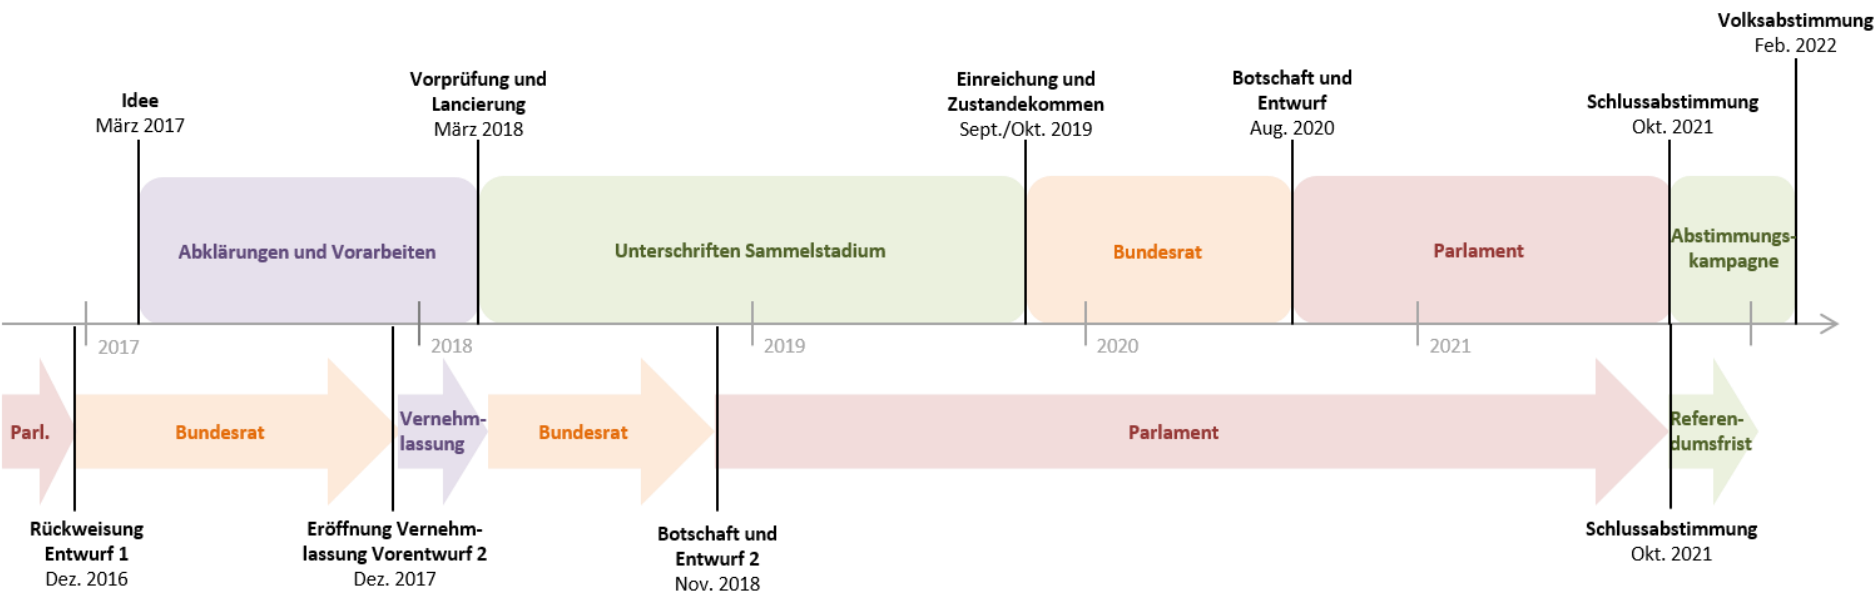 Volksabstimmung
Feb. 2022
Idee
März 2017
Vorprüfung und
Lancierung
März 2018
Einreichung und
Zustandekommen
Sept./Okt. 2019
Botschaft und
Entwurf
Aug. 2020
Schlussabstimmung
Okt. 2021
Abklärungen und Vorarbeiten
Unterschriften Sammelstadium
Bundesrat
Parlament
Abstimmungs-
kampagne
2017
2018
2019
2020
2021
Parl.
Bundesrat
Vernehm-
lassung
Bundesrat
Parlament
Referen-
dumsfrist
Rückweisung
Entwurf 1
Dez. 2016
Eröffnung Vernehm-
lassung Vorentwurf 2
Dez. 2017
Botschaft und
Entwurf 2
Nov. 2018
Schlussabstimmung
Okt. 2021